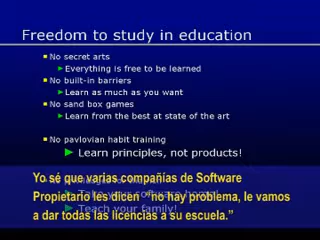 Freedom to study in education
No secret arts
Everything is free to be learned
No built-in barriers
Learn as much as you want
No sand box games
Learn from the best at state of the art
No pavlovian habit training
Learn principles, not products!
Yo sé que varias compañias de Software
Propietario les dicen "no hay problema, le vamos
a dar todas las licencias a su escuela."
Teach your family!